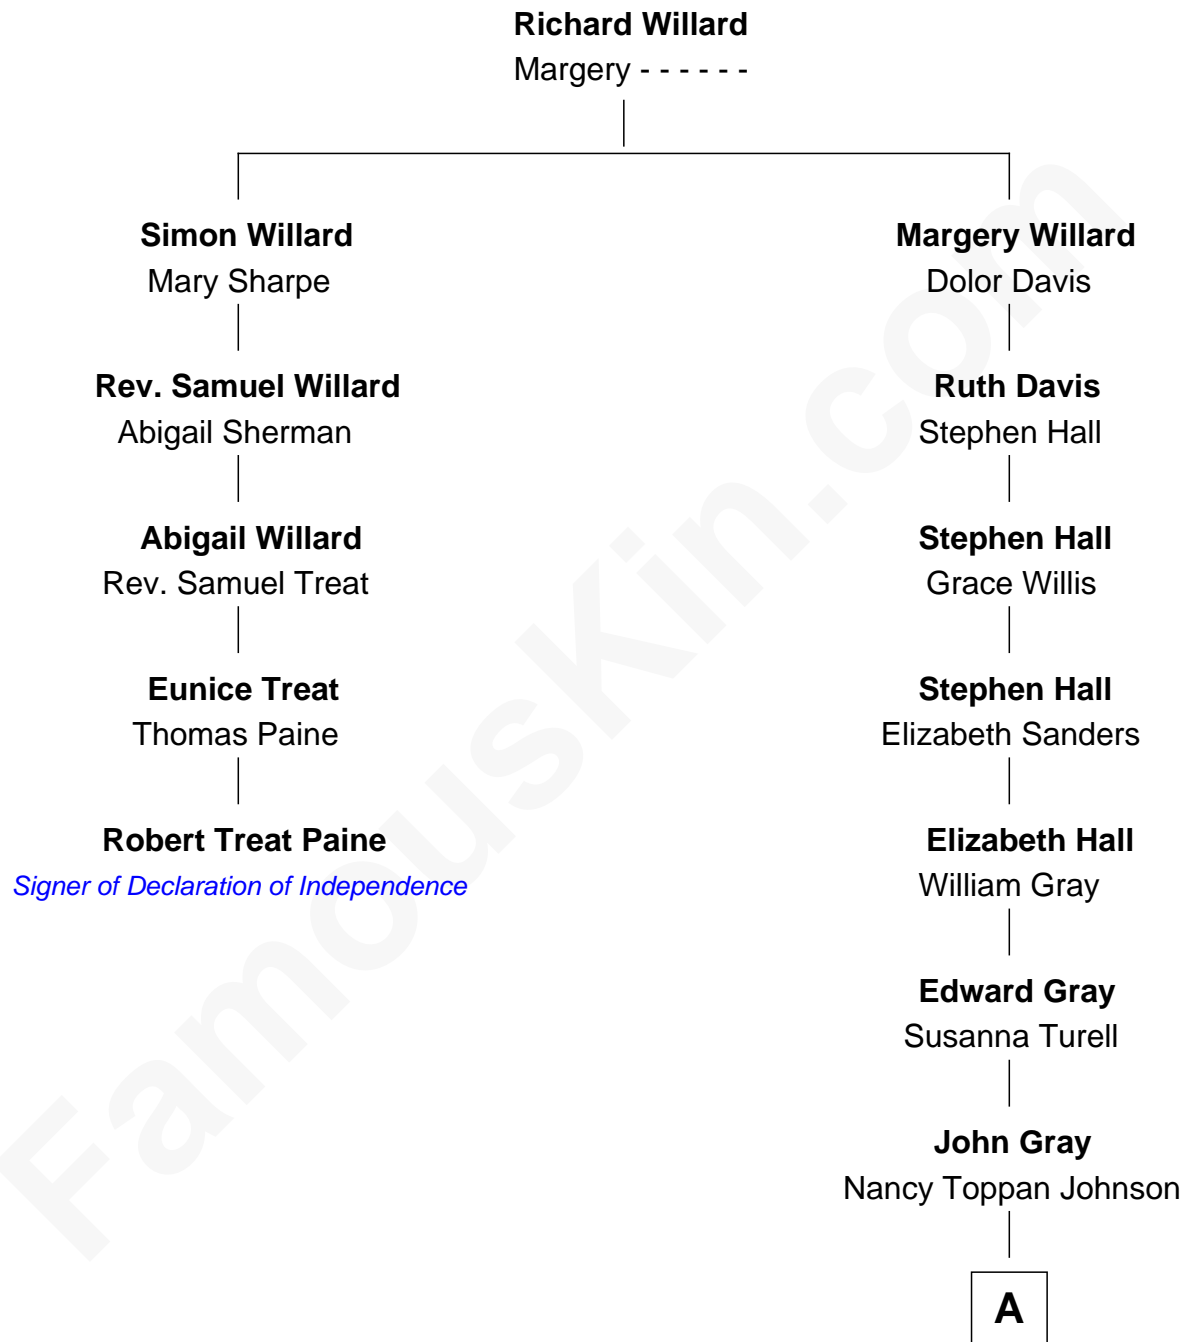 Richard Willard
Margery - - - - - -
Simon Willard
Mary Sharpe
Margery Willard
Dolor Davis
Rev. Samuel Willard
Abigail Sherman
Ruth Davis
Stephen Hall
Abigail Willard
Rev. Samuel Treat
Stephen Hall
Grace Willis
Eunice Treat
Thomas Paine
Stephen Hall
Elizabeth Sanders
Robert Treat Paine
Signer of Declaration of Independence
Elizabeth Hall
William Gray
Edward Gray
Susanna Turell
John Gray
Nancy Toppan Johnson
A
FamousKin.com